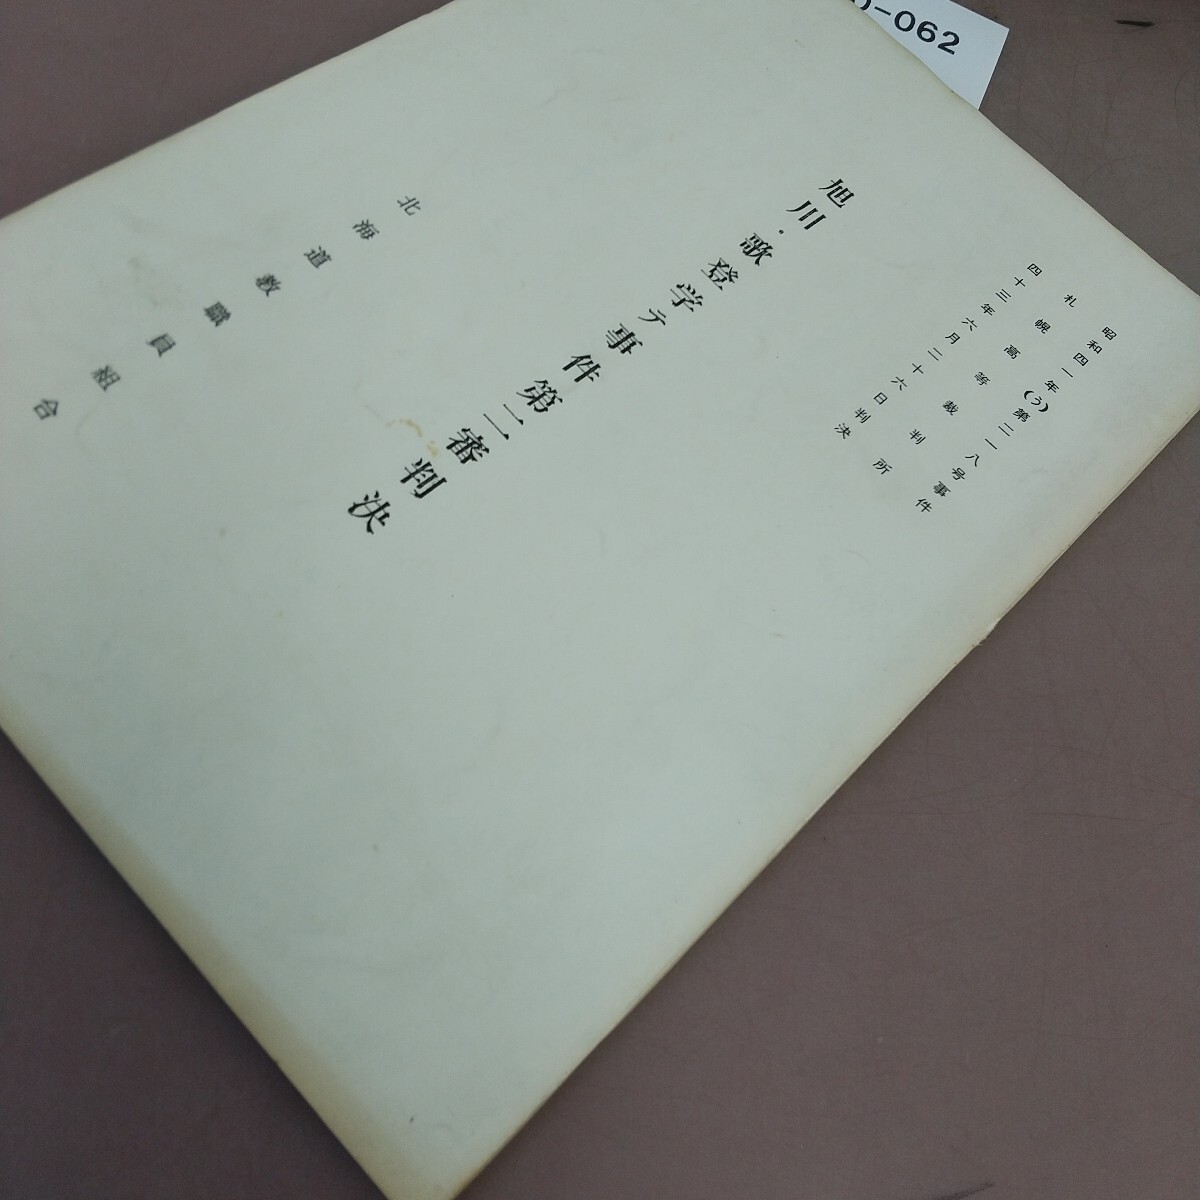 昭和四一年(う)第二一八号事件
札幌高等裁判所
四十三年六月二十六日判決
旭川・歌登学テ事件第二審判決
北海道教職員組合
-062